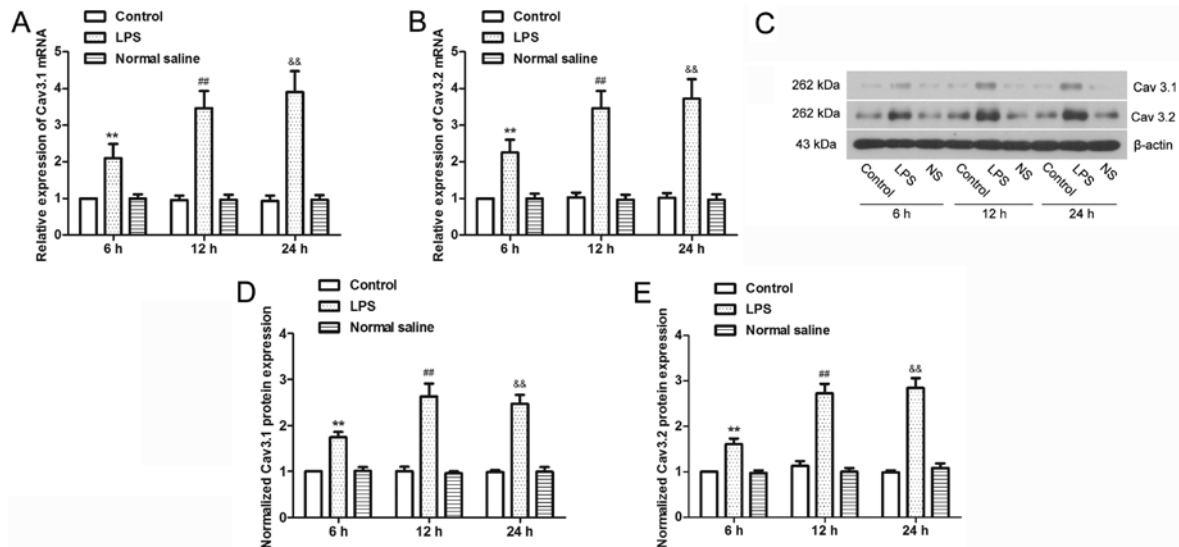 A
Control
LPS
Normal saline
Relative expression of Cav3.1 mRNA
5
4
3
2
1
0
**
##
&&
6 h
12 h
24 h
B
Control
LPS
Normal saline
Relative expression of Cav3.2 mRNA
5
4
3
2
1
0
**
##
&&
6 h
12 h
24 h
C
262 kDa
Cav 3.1
262 kDa
Cav 3.2
43 kDa
β-actin
Control LPS NS Control LPS NS Control LPS NS
6 h 12 h 24 h
D
Control
LPS
Normal saline
Normalized Cav3.1 protein expression
4
3
2
1
0
**
##
&&
6 h
12 h
24 h
E
Control
LPS
Normal saline
Normalized Cav3.2 protein expression
4
3
2
1
0
**
##
&&
6 h
12 h
24 h